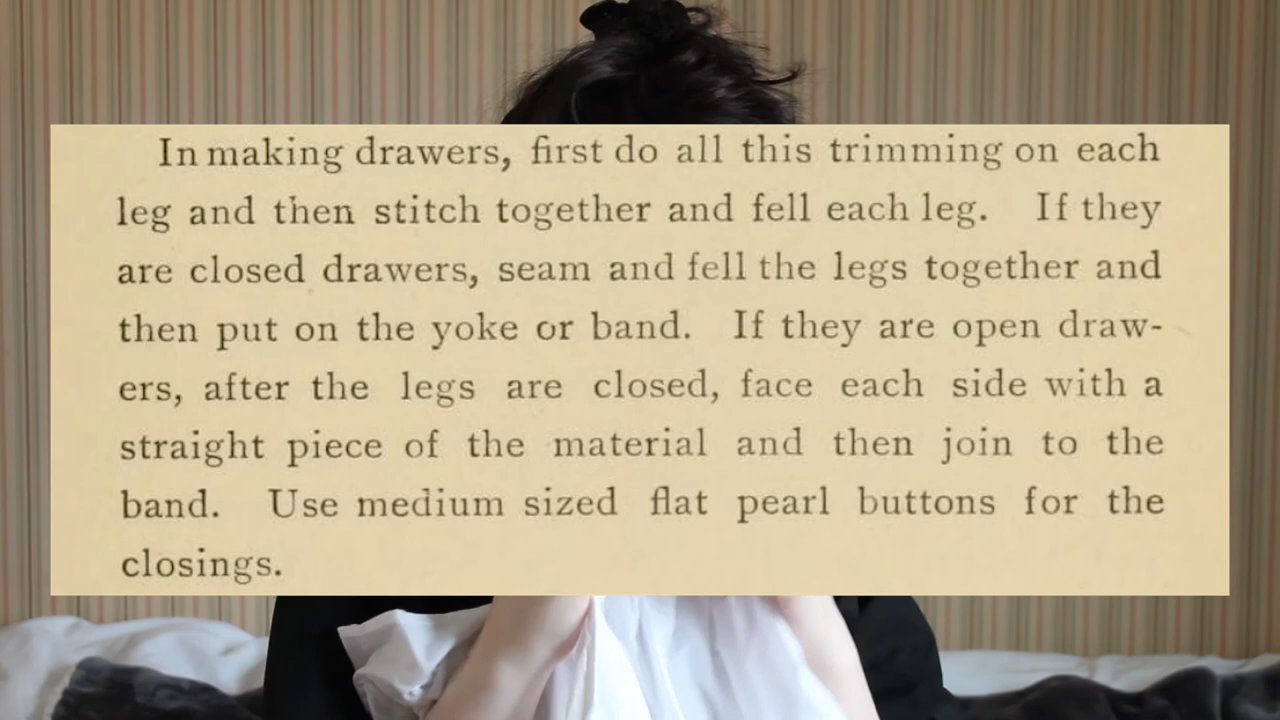 In making drawers, first do all this trimming on each
leg and then stitch together and fell each leg. If they
are closed drawers, seam and fell the legs together and
then put on the yoke or band. If they are open draw-
ers, after the legs are closed, face each side with a
straight piece of the material and then join to the
band. Use medium sized flat pearl buttons for the
closings.